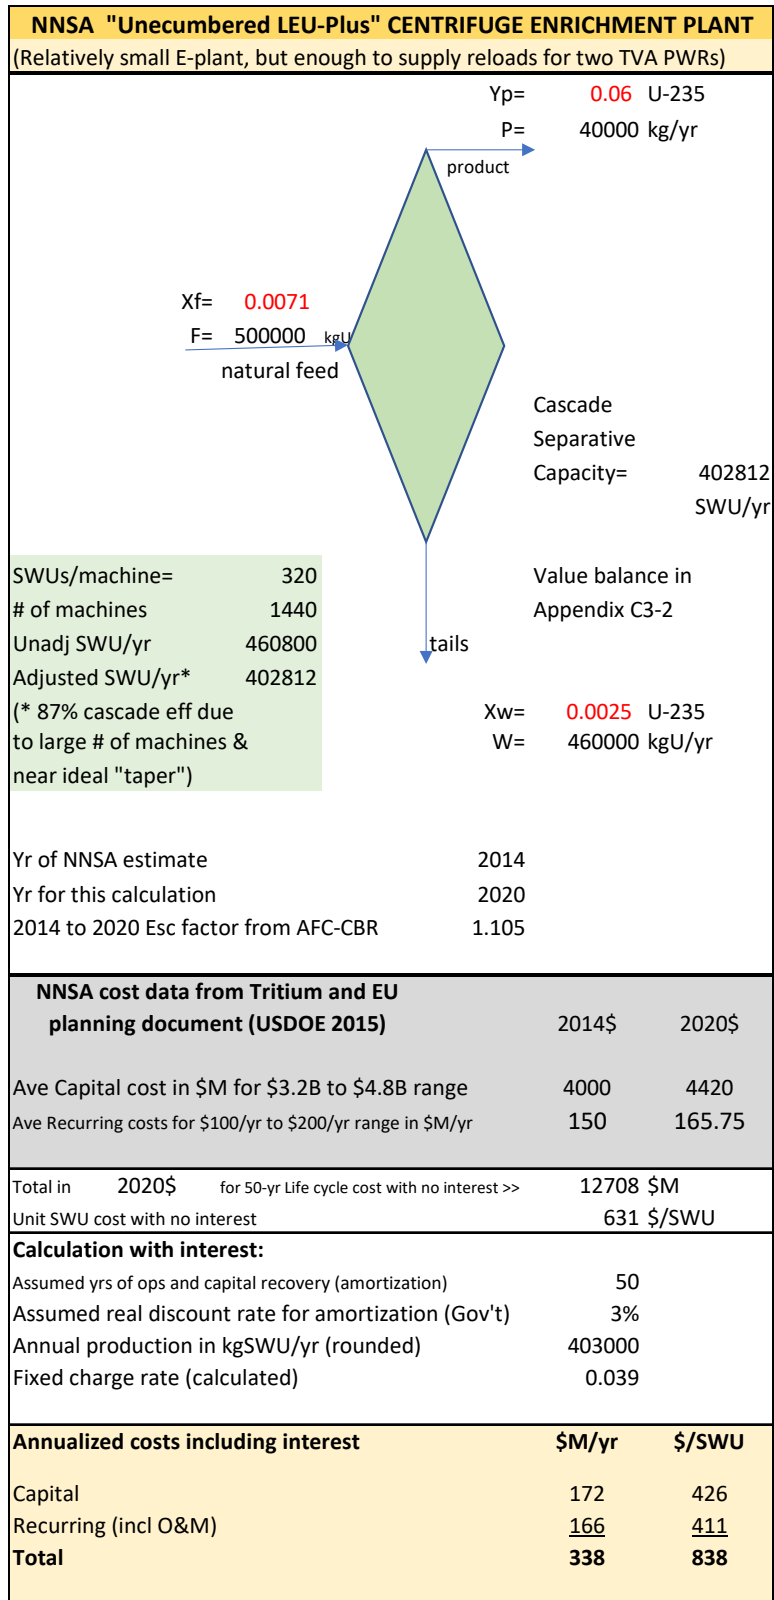 NNSA "Unecumbered LEU-Plus" CENTRIFUGE ENRICHMENT PLANT
(Relatively small E-plant, but enough to supply reloads for two TVA PWRs)
Yp= 0.06 U-235
P= 40000 kg/yr
product
Xf= 0.0071
F= 500000 kgU
natural feed
Cascade
Separative
Capacity= 402812
SWU/yr
SWUs/machine= 320
# of machines 1440
Unadj SWU/yr 460800
Adjusted SWU/yr* 402812
(* 87% cascade eff due
to large # of machines &
near ideal "taper")
Value balance in
Appendix C3-2
tails
Xw= 0.0025 U-235
W= 460000 kgU/yr
Yr of NNSA estimate 2014
Yr for this calculation 2020
2014 to 2020 Esc factor from AFC-CBR 1.105
NNSA cost data from Tritium and EU
planning document (USDOE 2015) 2014$ 2020$
Ave Capital cost in $M for $3.2B to $4.8B range 4000 4420
Ave Recurring costs for $100/yr to $200/yr range in $M/yr 150 165.75
Total in 2020$ for 50-yr Life cycle cost with no interest >> 12708 $M
Unit SWU cost with no interest 631 $/SWU
Calculation with interest:
Assumed yrs of ops and capital recovery (amortization) 50
Assumed real discount rate for amortization (Gov't) 3%
Annual production in kgSWU/yr (rounded) 403000
Fixed charge rate (calculated) 0.039
Annualized costs including interest $M/yr $/SWU
Capital 172 426
Recurring (incl O&M) 166 411
Total 338 838